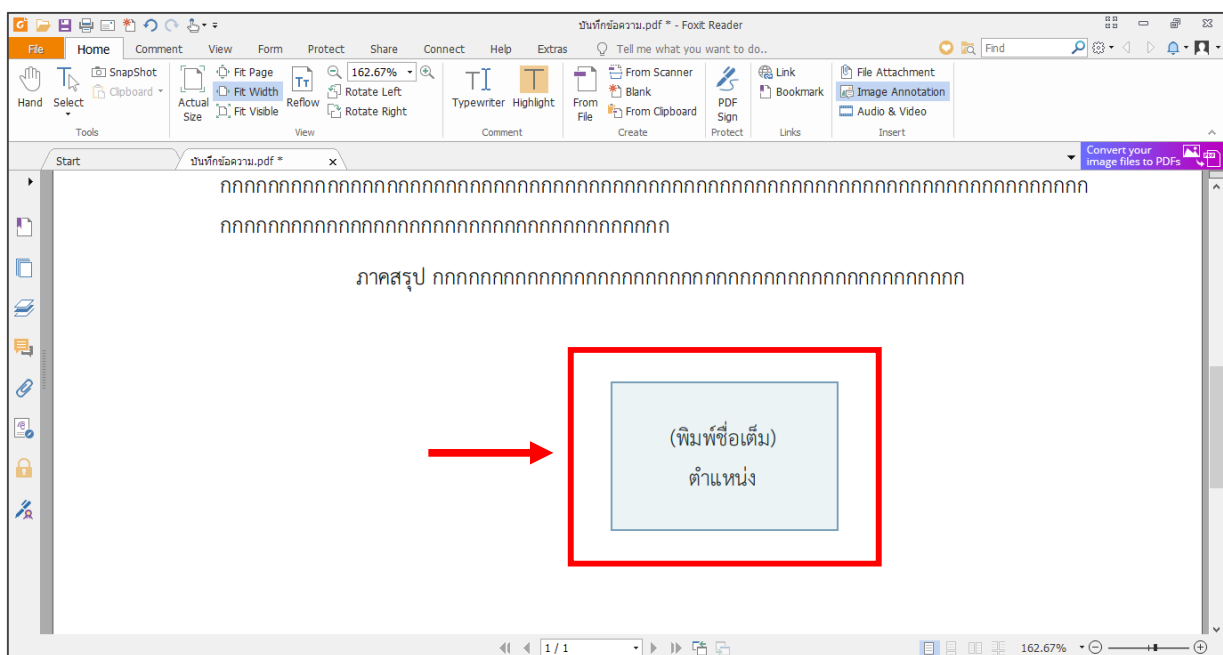 บันทึกข้อความ.pdf * - Foxit Reader
File Home Comment View Form Protect Share Connect Help Extras Tell me what you want to do.. Find
Hand
Select
SnapShot
Clipboard
Tools
Actual Size
Fit Page
Fit Width
Fit Visible
Reflow
162.67%
Rotate Left
Rotate Right
View
Typewriter
Highlight
Comment
From File
From Scanner
Blank
From Clipboard
Create
PDF Sign
Protect
Link
Bookmark
Links
File Attachment
Image Annotation
Audio & Video
Insert
Start
บันทึกข้อความ.pdf * x
Convert your
image files to PDFs
กกกกกกกกกกกกกกกกกกกกกกกกกกกกกกกกกกกกกกกกกกกกกกกกกกกกกกกกกกกกกกกกกกกกกกกกก
กกกกกกกกกกกกกกกกกกกกกกกกกกกกกกกกกกกกกก
ภาคสรุป กกกกกกกกกกกกกกกกกกกกกกกกกกกกกกกกกกกกกกกกกกกกก
(พิมพ์ชื่อเต็ม)
ตำแหน่ง
1 / 1
162.67%